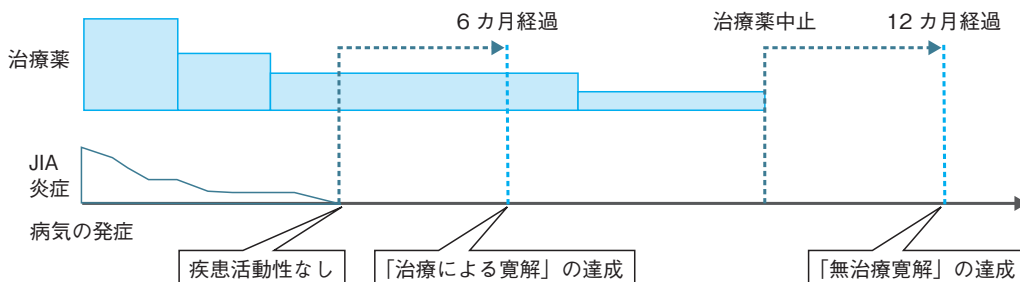 6 カ月経過
治療薬中止
12 カ月経過
治療薬
JIA
炎症
病気の発症
疾患活動性なし
「治療による寛解」の達成
「無治療寛解」の達成